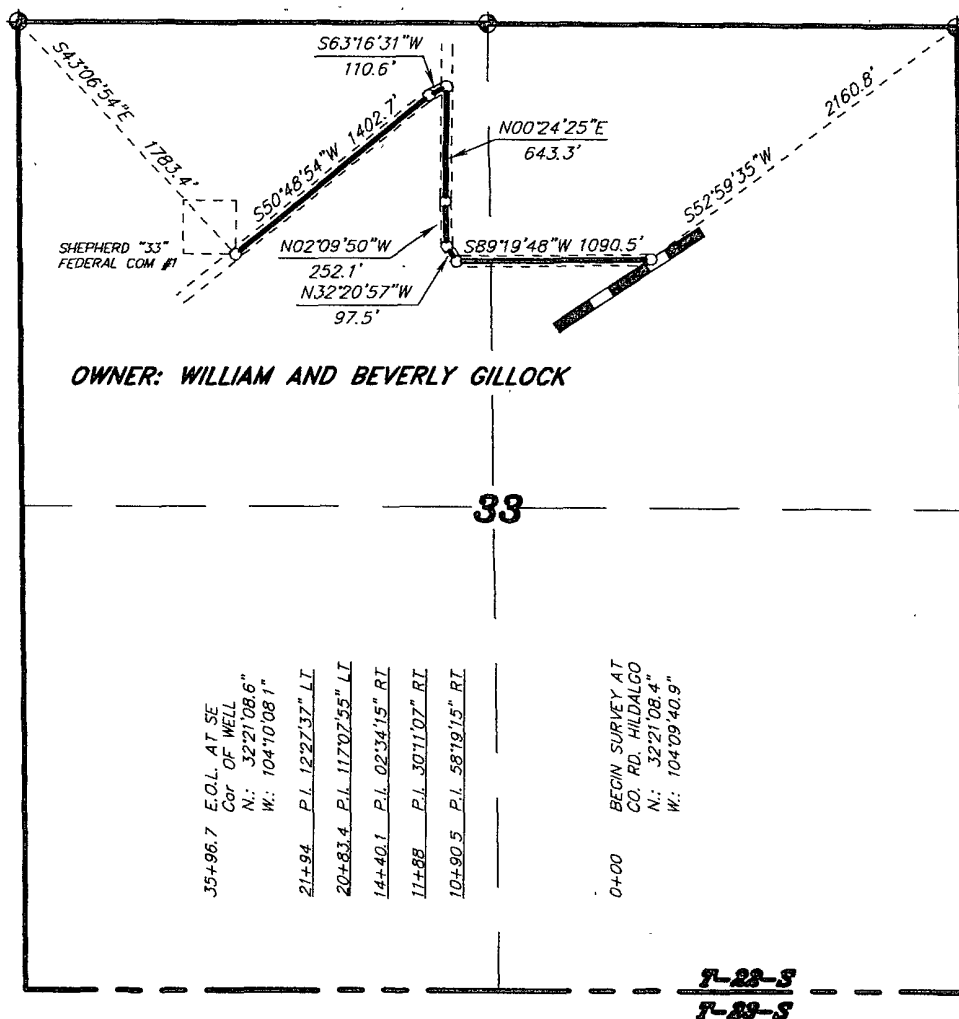 S63°16'31"W
110.6'
S43°06'54"E
1783.4'
S50°48'54"W 1402.7'
N00°24'25"E
643.3'
2160.8'
S52°59'35"W
SHEPHERD "33"
FEDERAL COM #1
N02°09'50"W
252.1'
N32°20'57"W
97.5'
S89°19'48"W 1090.5'
OWNER: WILLIAM AND BEVERLY GILLOCK
33
35+96.7 E.O.L. AT SE
Cor OF WELL
N.: 32°21'08.6"
W.: 104°10'08 1"
21+94 P.I. 12°27'37" LT
20+83.4 P.I. 117°07'55" LT
14+40.1 P.I. 02°34'15" RT
11+88 P.I. 30°11'07" RT
10+90 5 P.I. 58°19'15" RT
0+00 BEGIN SURVEY AT
CO. RD. HILDALGO
N.: 32°21'08.4"
W.: 104°09'40.9"
T-22-S
T-23-S